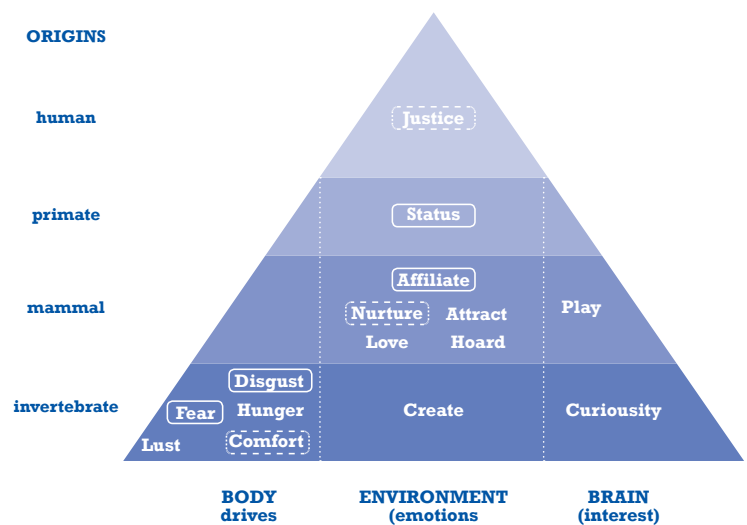 ORIGINS
human
Justice
primate
Status
Affiliate
mammal
Nurture Attract
Play
Love Hoard
Disgust
invertebrate
Fear Hunger
Create
Curiousity
Lust Comfort
BODY ENVIRONMENT BRAIN
drives (emotions (interest)